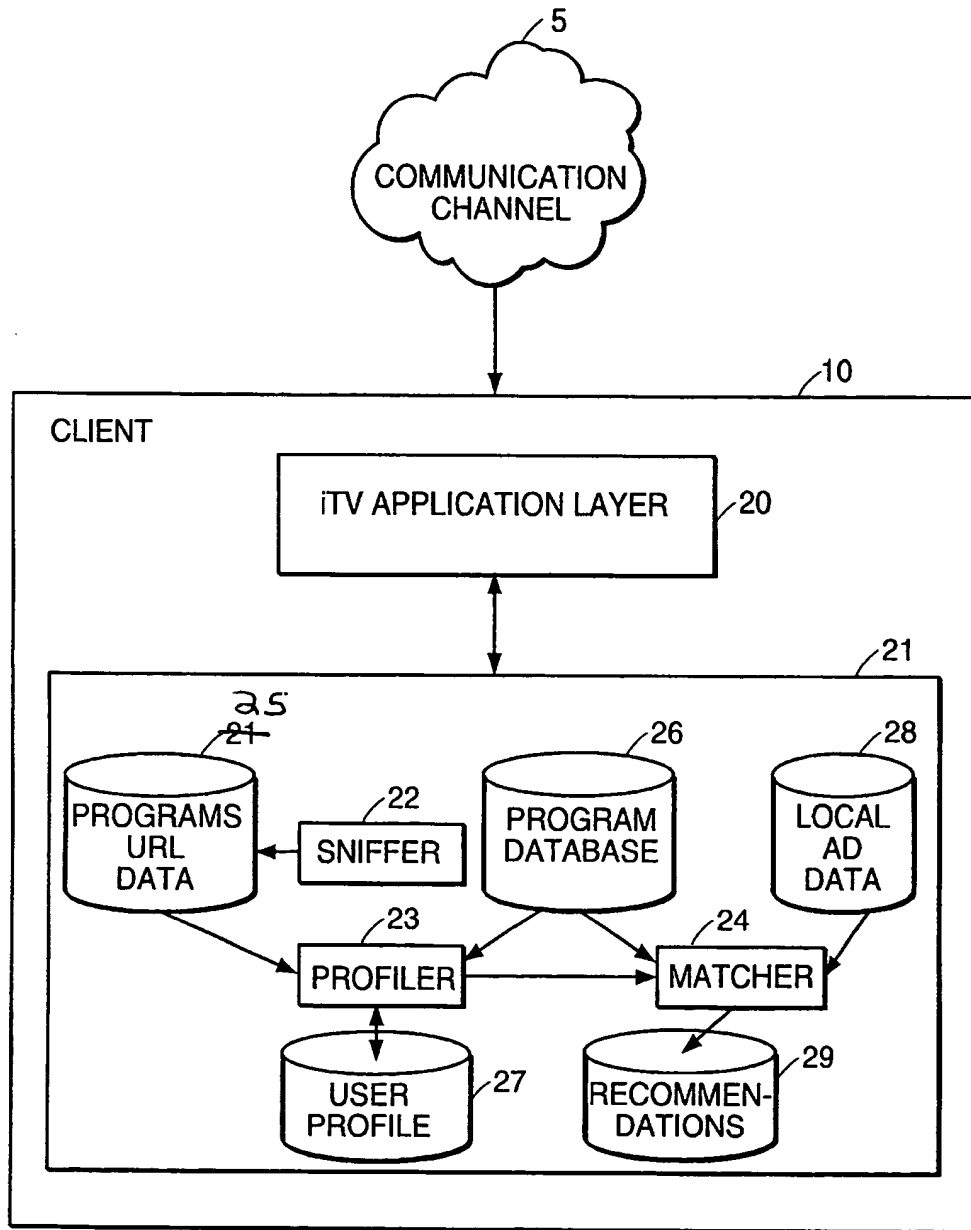 5
COMMUNICATION
CHANNEL
10
CLIENT
iTV APPLICATION LAYER
20
21
25
21
26
28
PROGRAMS
URL
DATA
22
SNIFFER
PROGRAM
DATABASE
LOCAL
AD
DATA
23
PROFILER
24
MATCHER
USER
PROFILE
27
RECOMMEN-
DATIONS
29